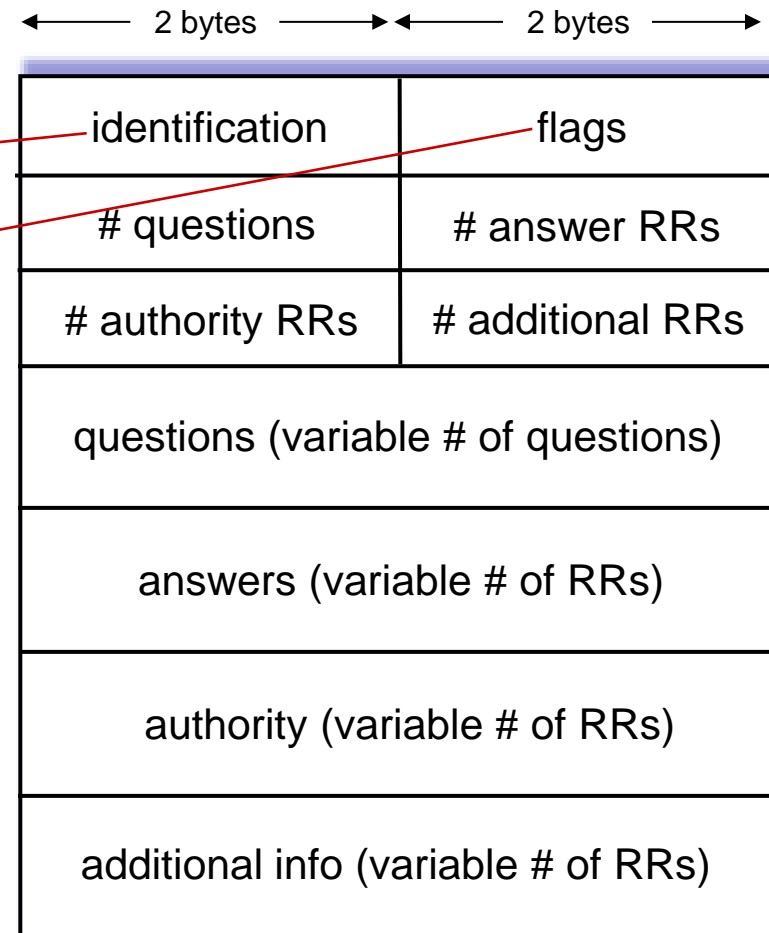 2 bytes 2 bytes
identification flags
# questions # answer RRs
# authority RRs # additional RRs
questions (variable # of questions)
answers (variable # of RRs)
authority (variable # of RRs)
additional info (variable # of RRs)